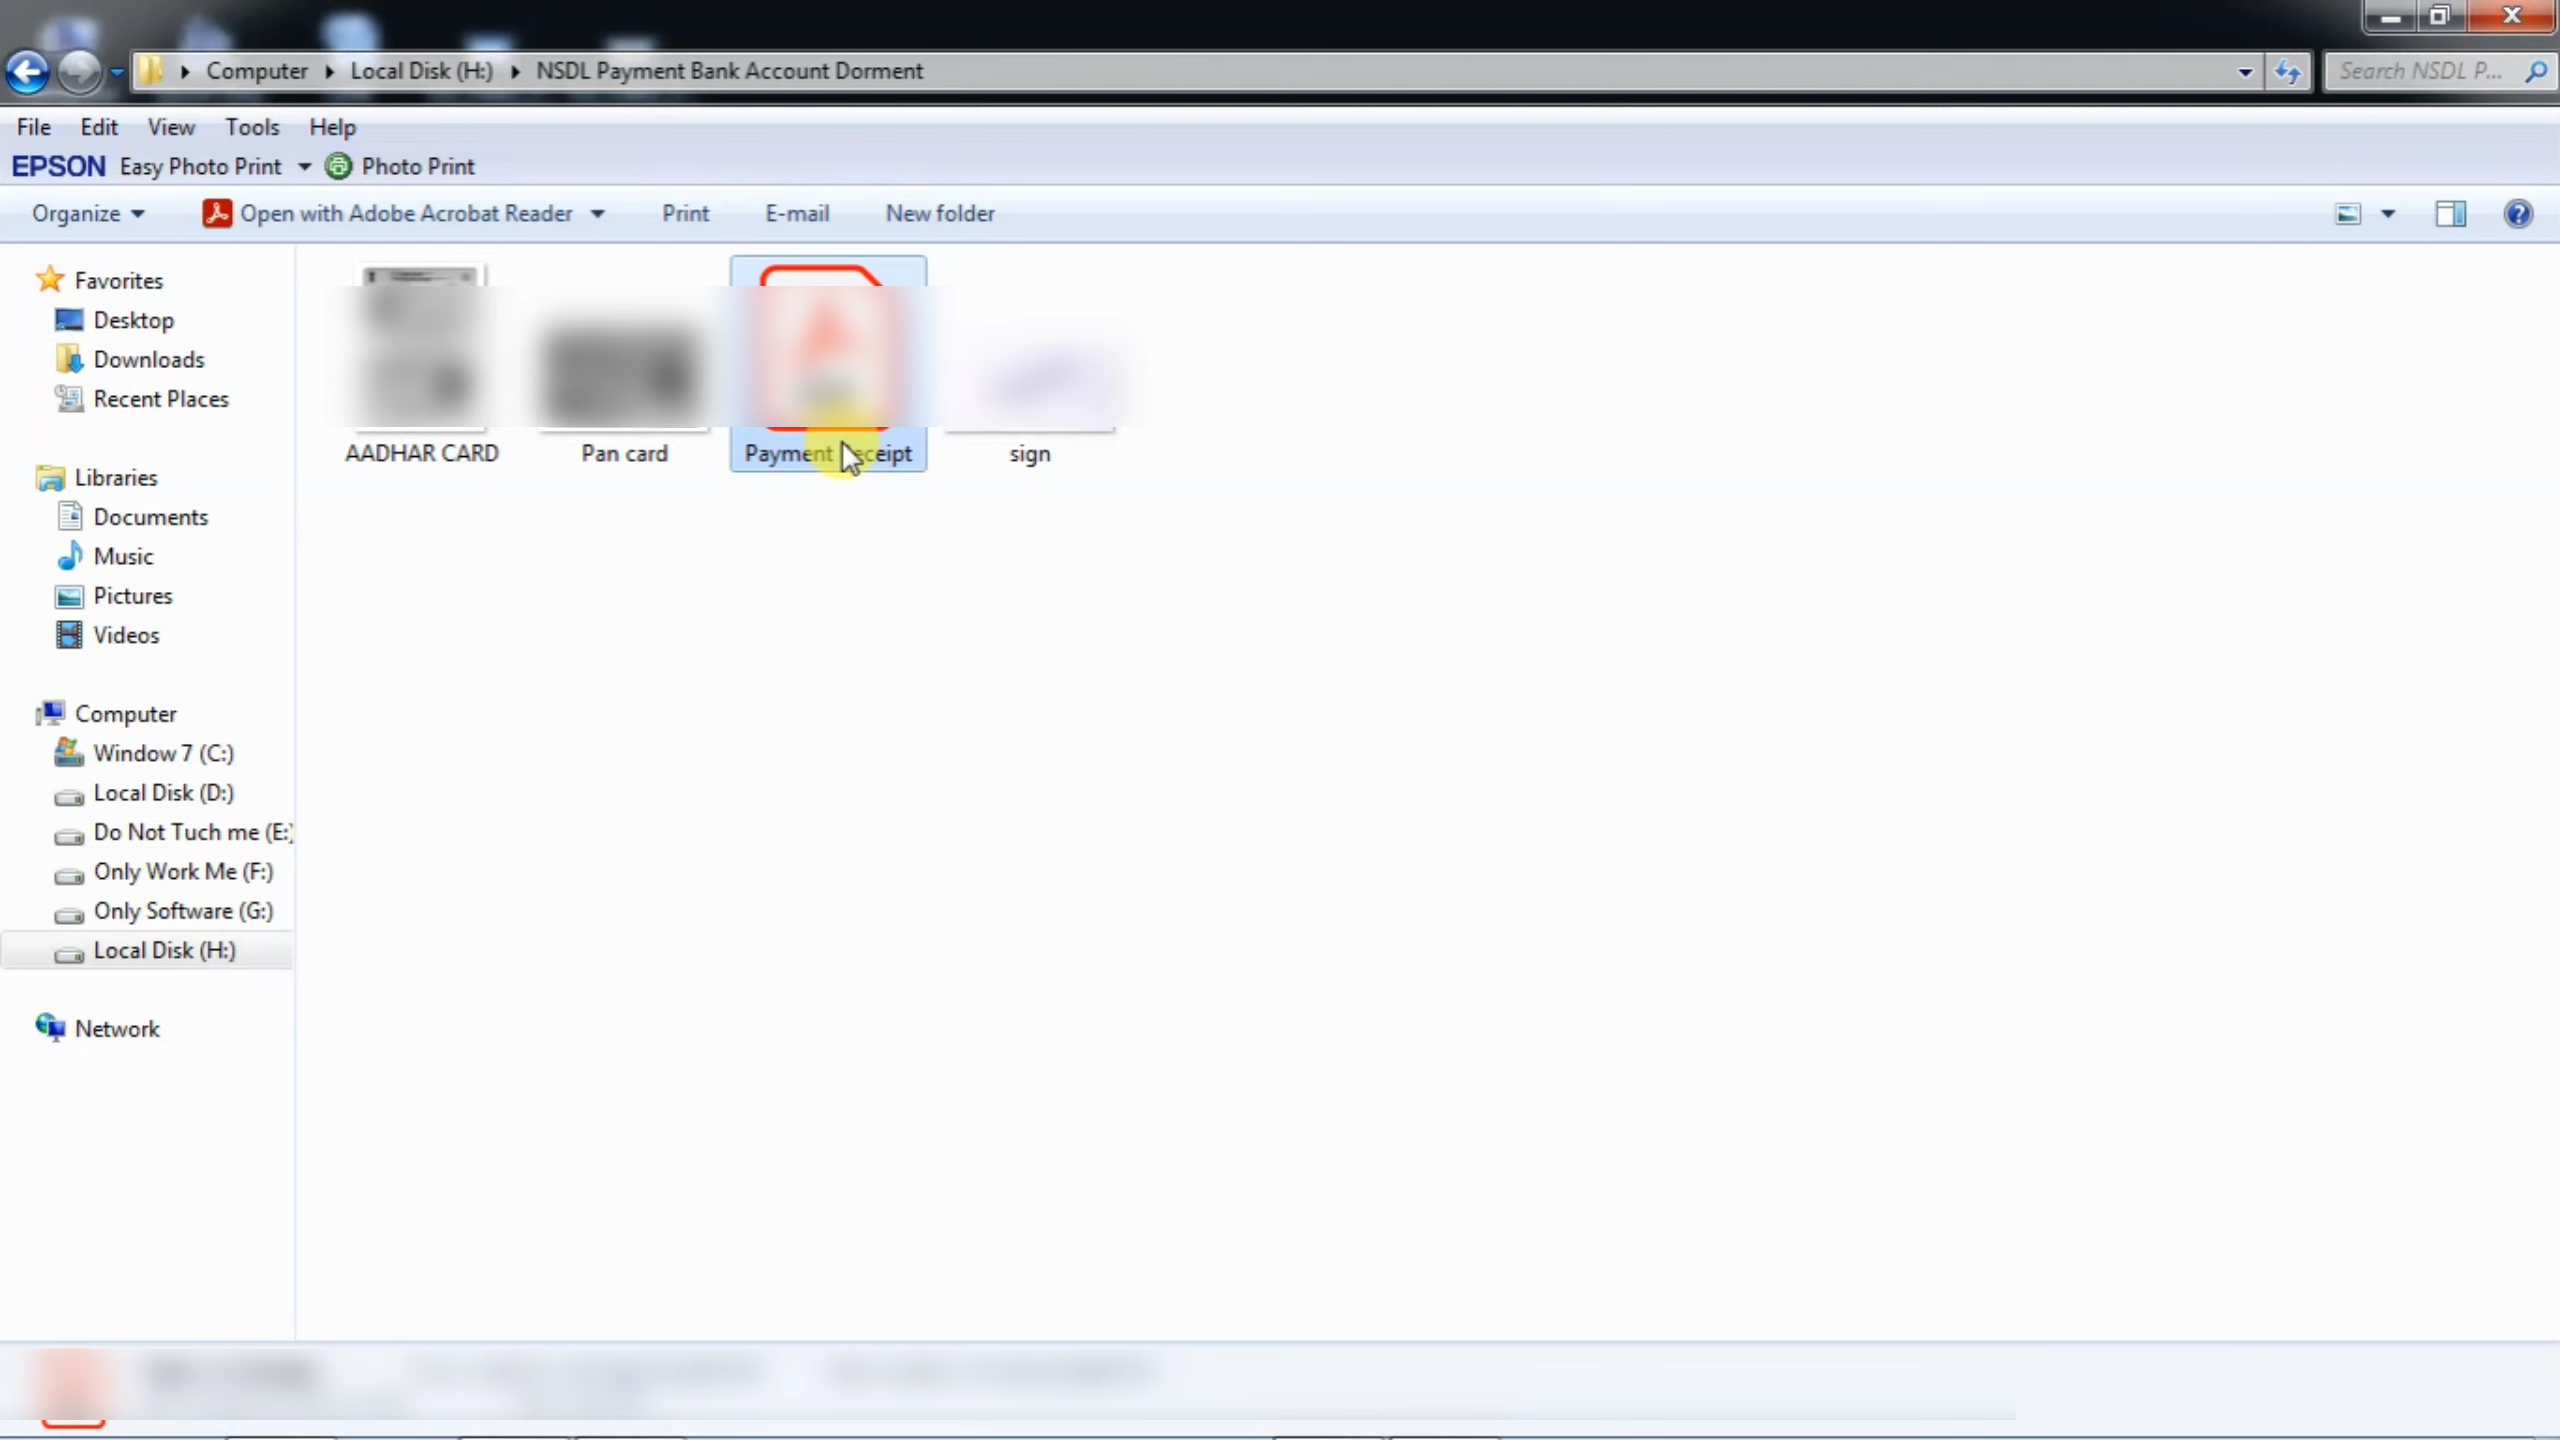 Computer Local Disk (H:) NSDL Payment Bank Account Dorment
Search NSDL P...
File Edit View Tools Help
EPSON Easy Photo Print Photo Print
Organize Open with Adobe Acrobat Reader Print E-mail New folder
Favorites
Desktop
Downloads
Recent Places
Libraries
Documents
Music
Pictures
Videos
Computer
Window 7 (C:)
Local Disk (D:)
Do Not Tuch me (E:)
Only Work Me (F:)
Only Software (G:)
Local Disk (H:)
Network
AADHAR CARD
Pan card
Payment
sign